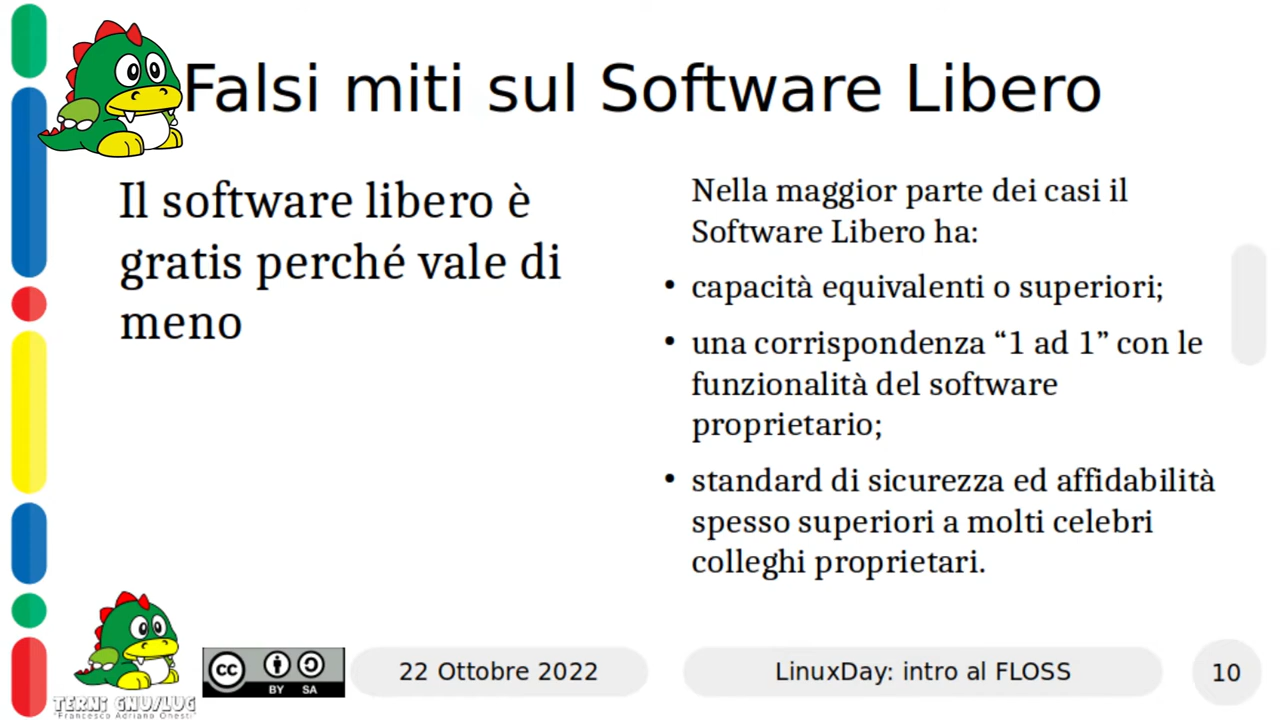 Falsi miti sul Software Libero
Il software libero è
gratis perché vale di
meno
Nella maggior parte dei casi il
Software Libero ha:
• capacità equivalenti o superiori;
• una corrispondenza “1 ad 1” con le
funzionalità del software
proprietario;
• standard di sicurezza ed affidabilità
spesso superiori a molti celebri
colleghi proprietari.
TERNI GNU/LUG
"Francesco Adriano Onesti"
cc
BY SA
22 Ottobre 2022
LinuxDay: intro al FLOSS
10